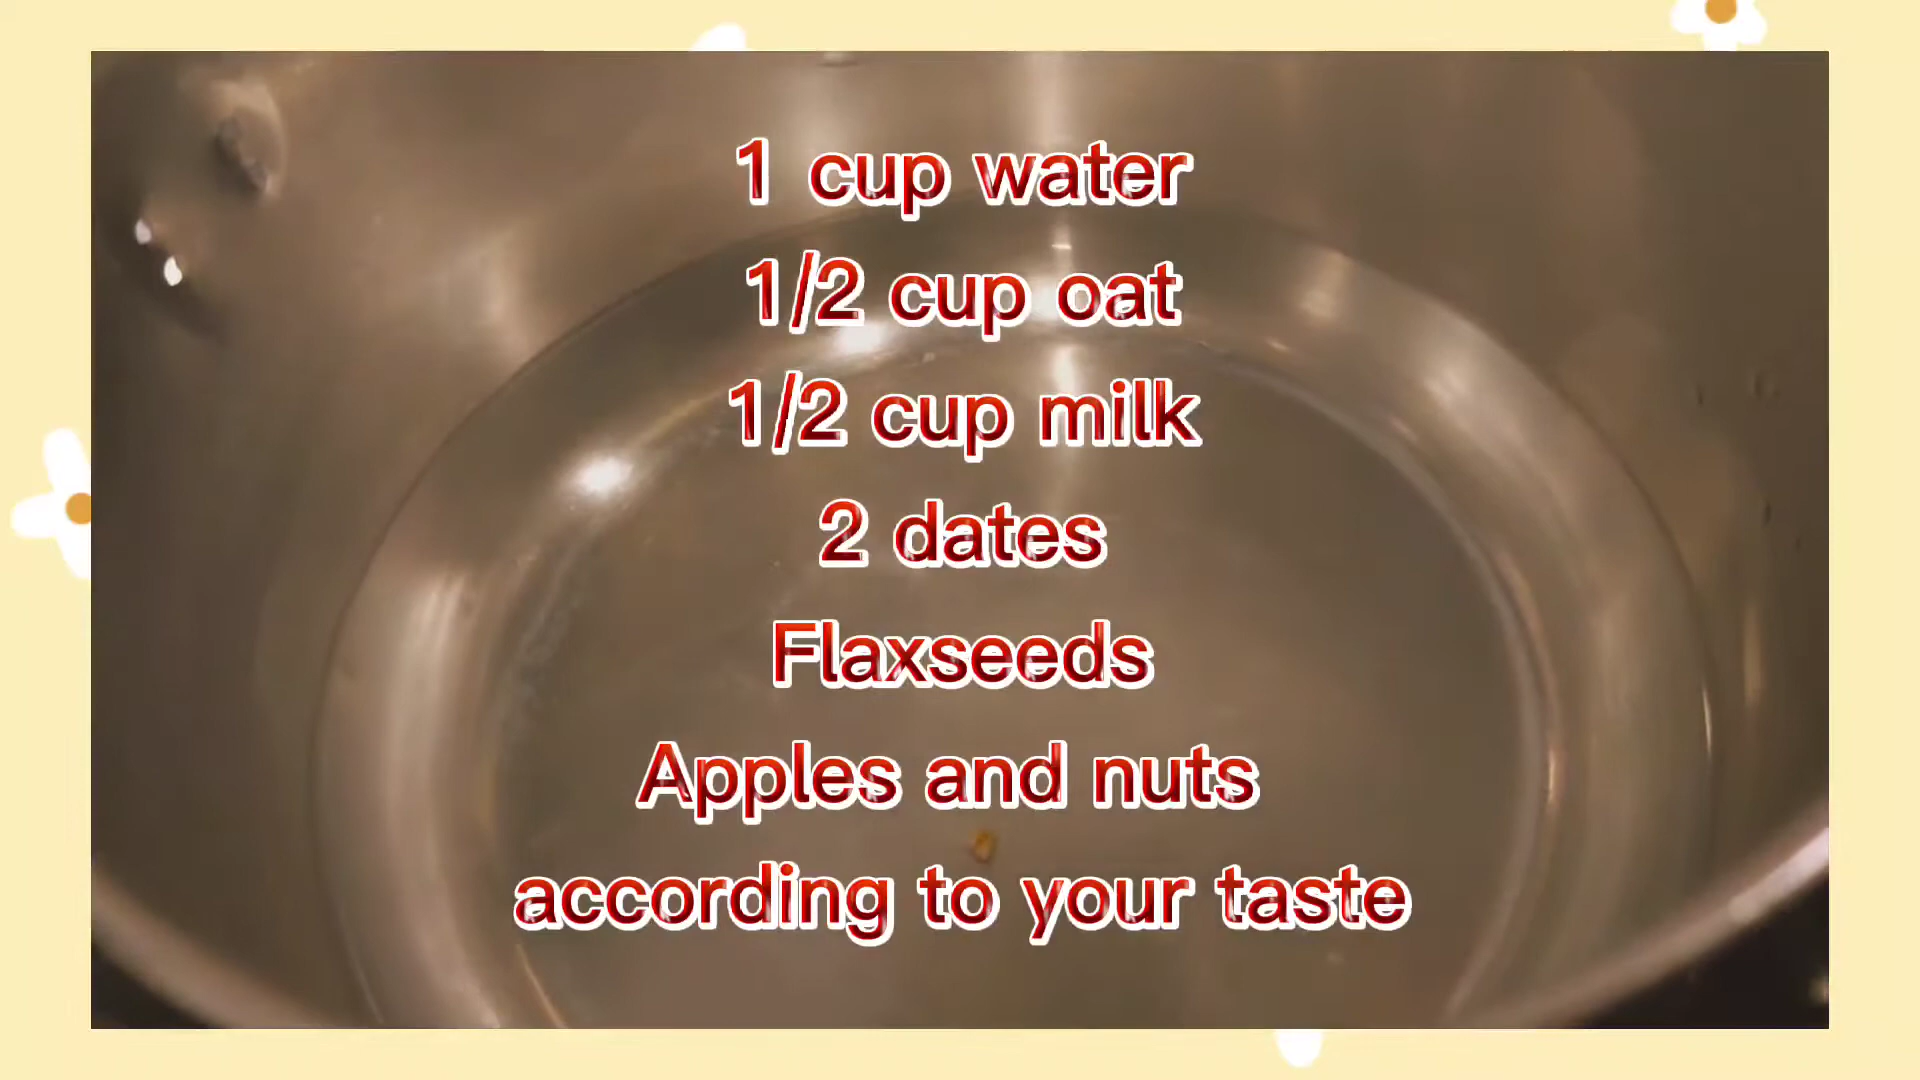 1 cup water
1/2 cup oat
1/2 cup milk
2 dates
Flaxseeds
Apples and nuts
according to your taste